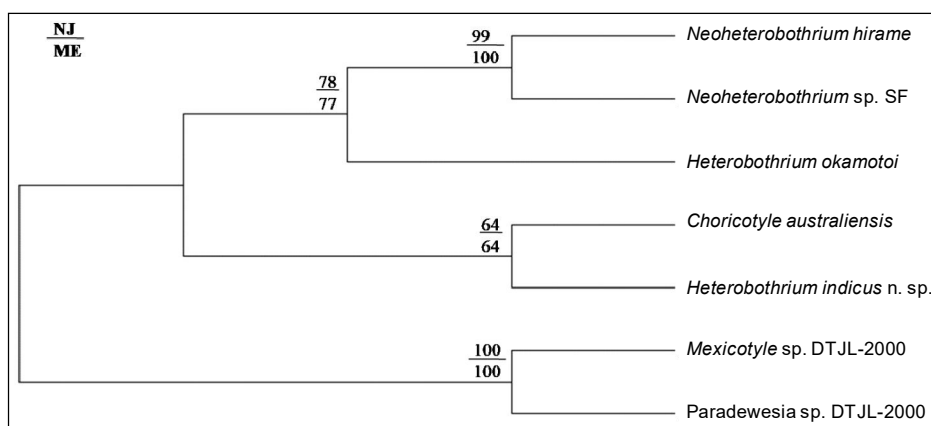 NJ
ME
99
100
Neoheterobothrium hirame
78
77
Neoheterobothrium sp. SF
Heterobothrium okamotoi
64
64
Choricotyle australiensis
Heterobothrium indicus n. sp.
100
100
Mexicotyle sp. DTJL-2000
Paradewesia sp. DTJL-2000